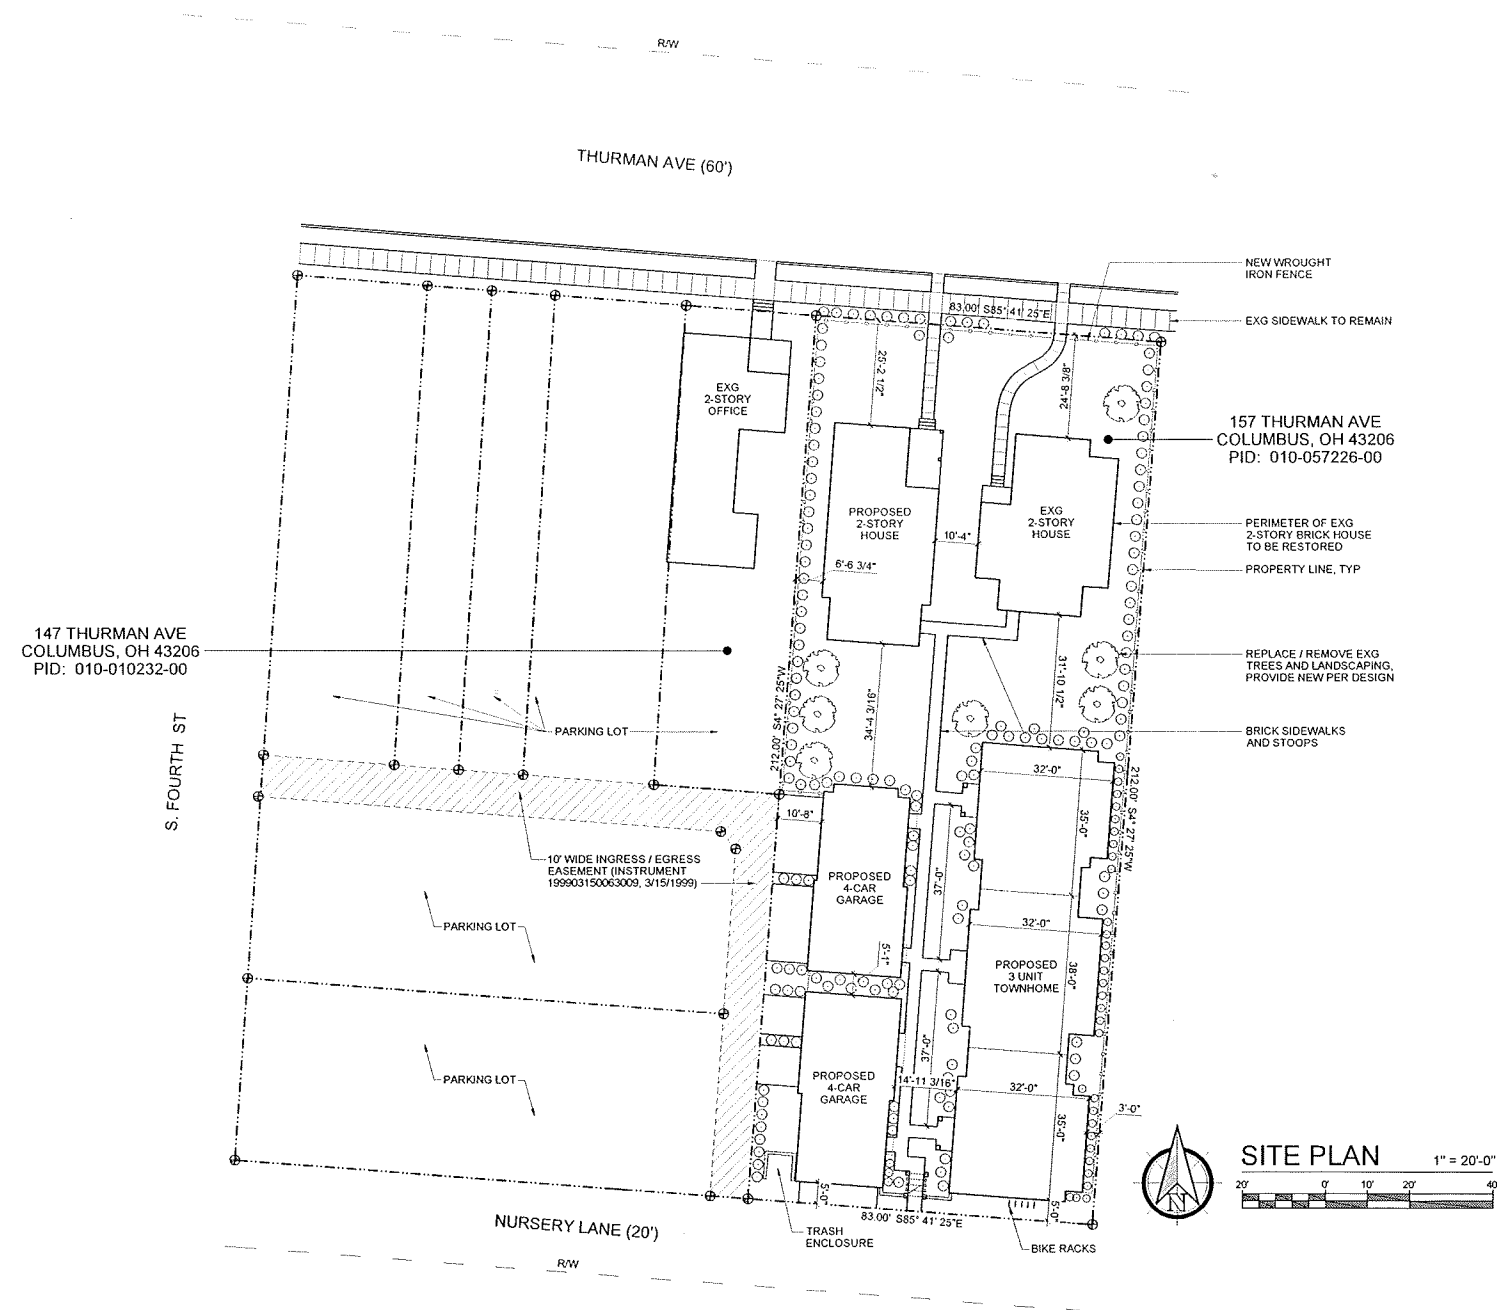 R/W
THURMAN AVE (60')
NEW WROUGHT
IRON FENCE
83.00' S85° 41' 25"E
EXG SIDEWALK TO REMAIN
25'-2 1/2"
24'-8 3/8"
EXG
2-STORY
OFFICE
157 THURMAN AVE
COLUMBUS, OH 43206
PID: 010-057226-00
PROPOSED
2-STORY
HOUSE
EXG
2-STORY
HOUSE
10'-4"
PERIMETER OF EXG
2-STORY BRICK HOUSE
TO BE RESTORED
6'-6 3/4"
PROPERTY LINE, TYP
147 THURMAN AVE
COLUMBUS, OH 43206
PID: 010-010232-00
REPLACE / REMOVE EXG
TREES AND LANDSCAPING,
PROVIDE NEW PER DESIGN
31'-10 1/2"
34'-4 3/16"
212.00' S4° 27' 25"W
PARKING LOT
BRICK SIDEWALKS
AND STOOPS
S. FOURTH ST
32'-0"
212.00' S4° 27' 25"W
10'-8"
35'-0"
10' WIDE INGRESS / EGRESS
EASEMENT (INSTRUMENT
199903150063009, 3/15/1999)
PROPOSED
4-CAR
GARAGE
37'-0"
PARKING LOT
32'-0"
5'-1"
PROPOSED
3 UNIT
TOWNHOME
38'-0"
37'-0"
PARKING LOT
PROPOSED
4-CAR
GARAGE
14'-11 3/16"
32'-0"
3'-0"
35'-0"
SITE PLAN
1" = 20'-0"
N
20'
0'
10'
20'
40'
5'-0"
5'-0"
83.00' S85° 41' 25"E
NURSERY LANE (20')
TRASH
ENCLOSURE
BIKE RACKS
R/W